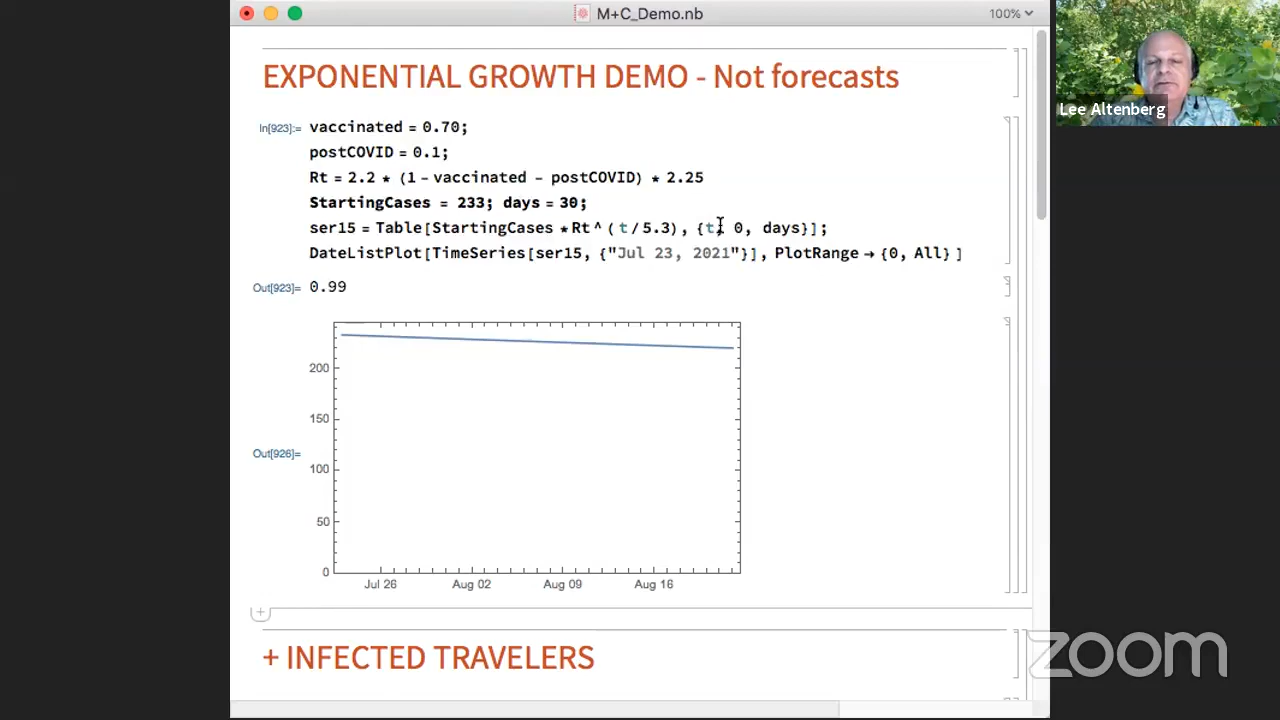 M+C_Demo.nb
100%
Lee Altenberg
EXPONENTIAL GROWTH DEMO - Not forecasts
In[923]:= vaccinated = 0.70;
postCOVID = 0.1;
Rt = 2.2 * (1 - vaccinated - postCOVID) * 2.25
StartingCases = 233; days = 30;
ser15 = Table[StartingCases * Rt^(t/5.3), {t, 0, days}];
DateListPlot[TimeSeries[ser15, {"Jul 23, 2021"}], PlotRange → {0, All} ]
Out[923]= 0.99
200
150
Out[926]=
100
50
0
Jul 26 Aug 02 Aug 09 Aug 16
+ INFECTED TRAVELERS
zoom